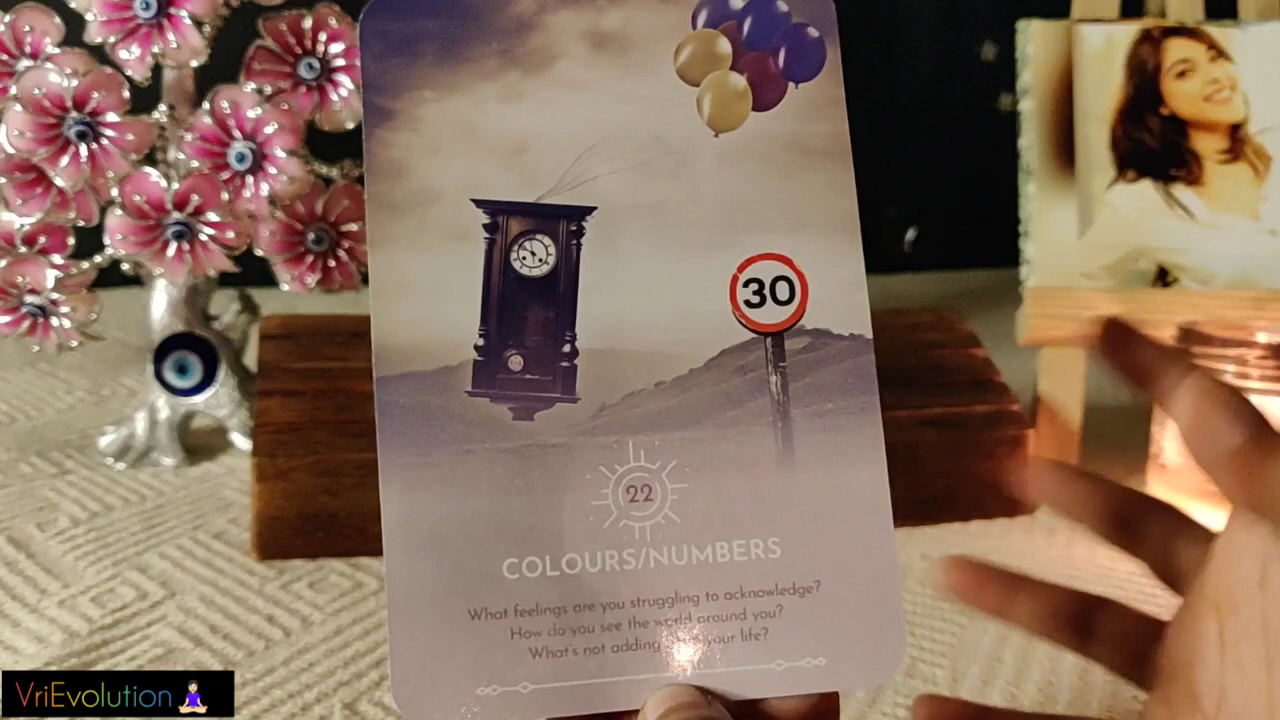 30
22
COLOURS/NUMBERS
What feelings are you struggling to acknowledge?
How do you see the world around you?
What's not adding your life?
VriEvolution